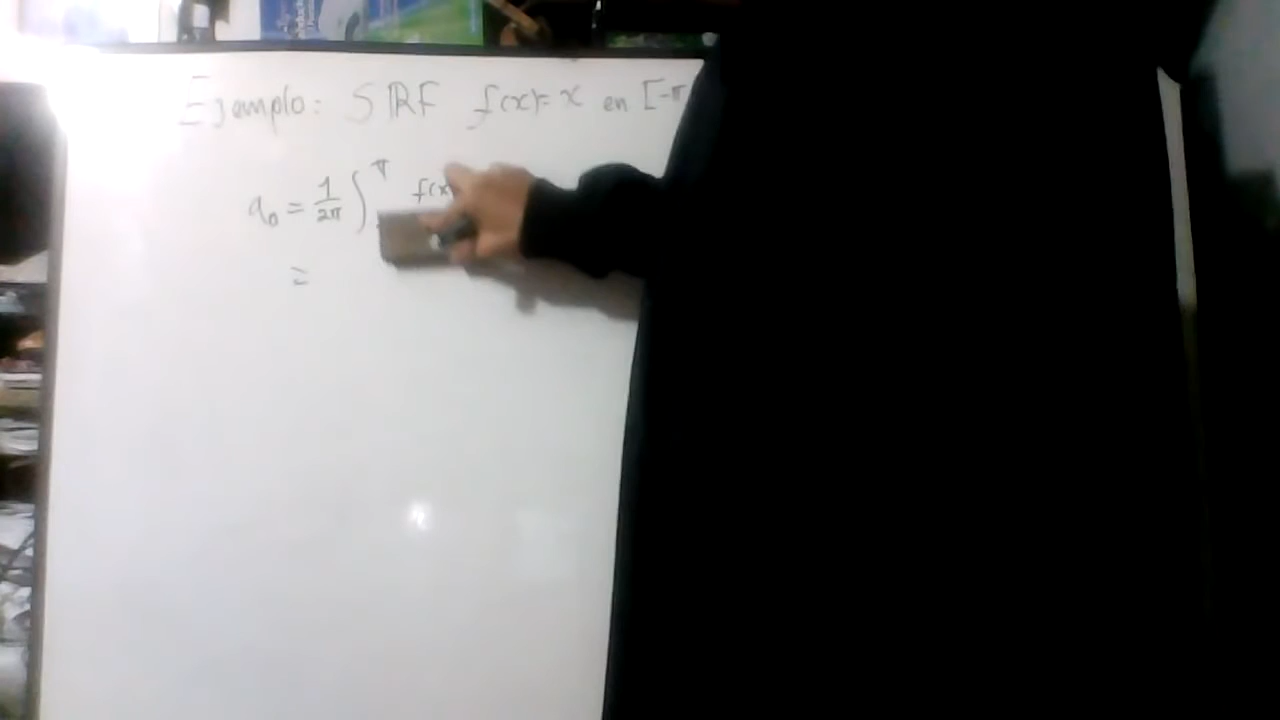 Ejemplo: SRF f(x)= x en [-π
a₀ = 1/2π ∫ π f(x
=